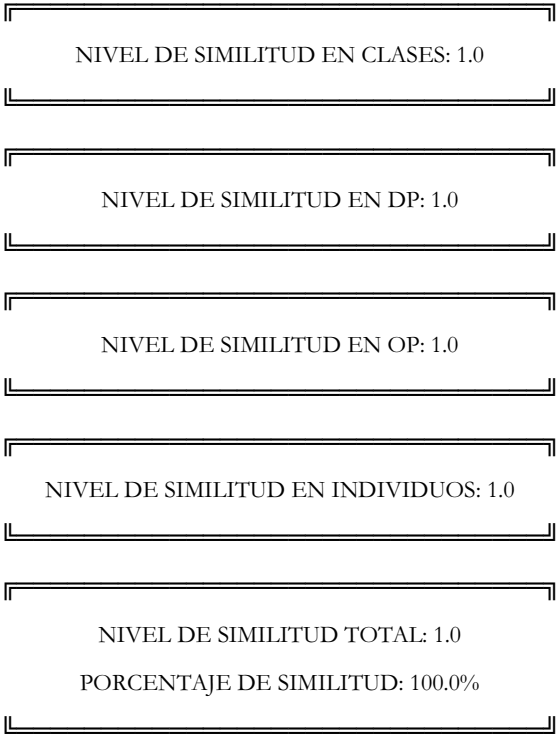 NIVEL DE SIMILITUD EN CLASES: 1.0
NIVEL DE SIMILITUD EN DP: 1.0
NIVEL DE SIMILITUD EN OP: 1.0
NIVEL DE SIMILITUD EN INDIVIDUOS: 1.0
NIVEL DE SIMILITUD TOTAL: 1.0
PORCENTAJE DE SIMILITUD: 100.0%